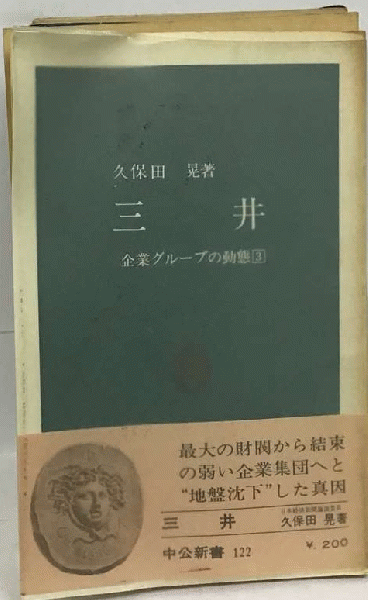 久保田 晃著
三井
企業グループの動態3
最大の財閥から結束
の弱い企業集団へと
“地盤沈下”した真因
三井
久保田 晃著
中公新書 122
¥. 200